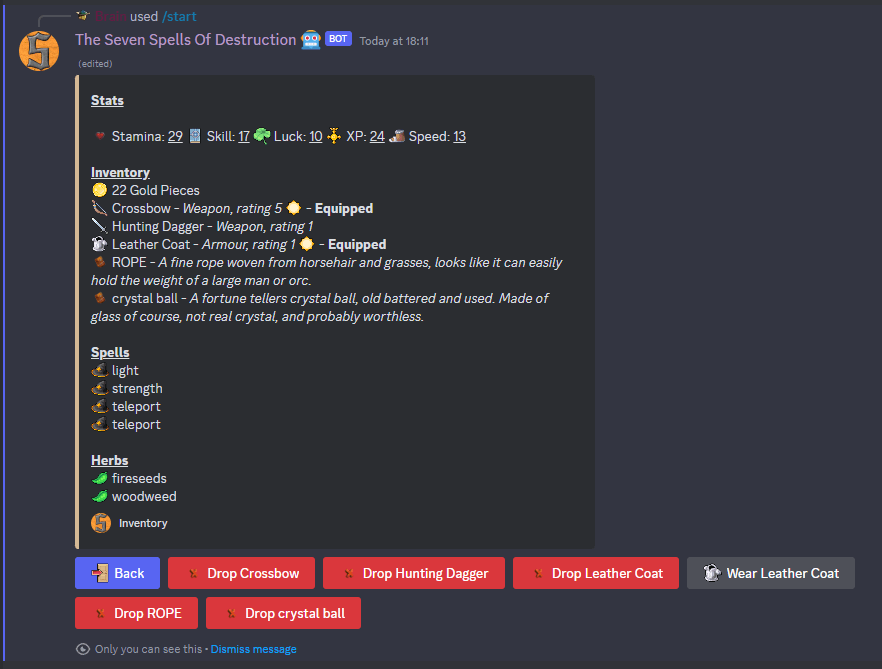 used /start
The Seven Spells Of Destruction BOT Today at 18:11
(edited)
Stats
Stamina: 29 Skill: 17 Luck: 10 XP: 24 Speed: 13
Inventory
22 Gold Pieces
Crossbow - Weapon, rating 5 - Equipped
Hunting Dagger - Weapon, rating 1
Leather Coat - Armour, rating 1 - Equipped
ROPE - A fine rope woven from horsehair and grasses, looks like it can easily
hold the weight of a large man or orc.
crystal ball - A fortune tellers crystal ball, old battered and used. Made of
glass of course, not real crystal, and probably worthless.
Spells
light
strength
teleport
teleport
Herbs
fireseeds
woodweed
Inventory
Back Drop Crossbow Drop Hunting Dagger Drop Leather Coat Wear Leather Coat
Drop ROPE Drop crystal ball
Only you can see this • Dismiss message